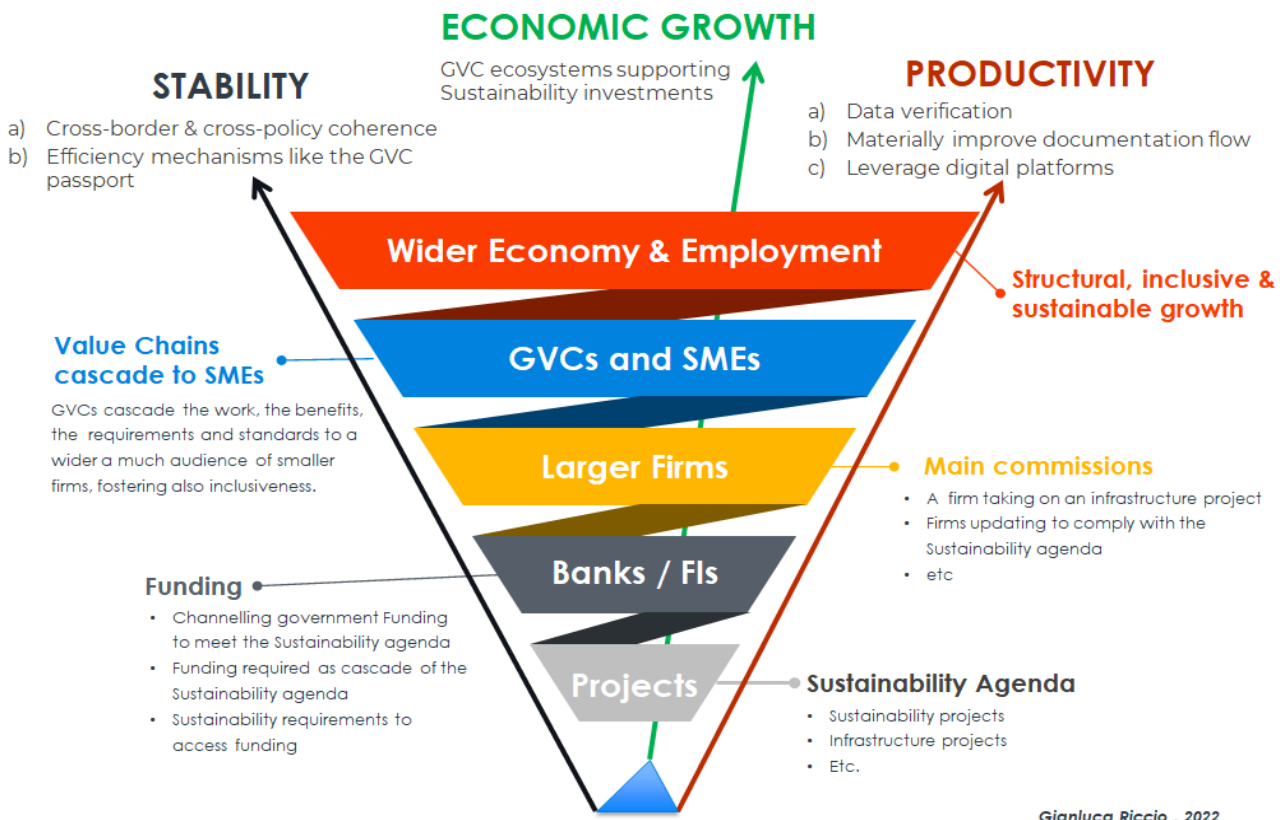 ECONOMIC GROWTH
GVC ecosystems supporting
Sustainability investments
STABILITY
a) Cross-border & cross-policy coherence
b) Efficiency mechanisms like the GVC
passport
PRODUCTIVITY
a) Data verification
b) Materially improve documentation flow
c) Leverage digital platforms
Wider Economy & Employment
Structural, inclusive &
sustainable growth
Value Chains
cascade to SMEs
GVCs cascade the work, the benefits,
the requirements and standards to a
wider a much audience of smaller
firms, fostering also inclusiveness.
GVCs and SMEs
Larger Firms
Main commissions
• A firm taking on an infrastructure project
• Firms updating to comply with the
Sustainability agenda
• etc
Banks / FIs
Funding
• Channelling government Funding
to meet the Sustainability agenda
• Funding required as cascade of the
Sustainability agenda
• Sustainability requirements to
access funding
Projects
Sustainability Agenda
• Sustainability projects
• Infrastructure projects
• Etc.
Gianluca Riccio, 2022